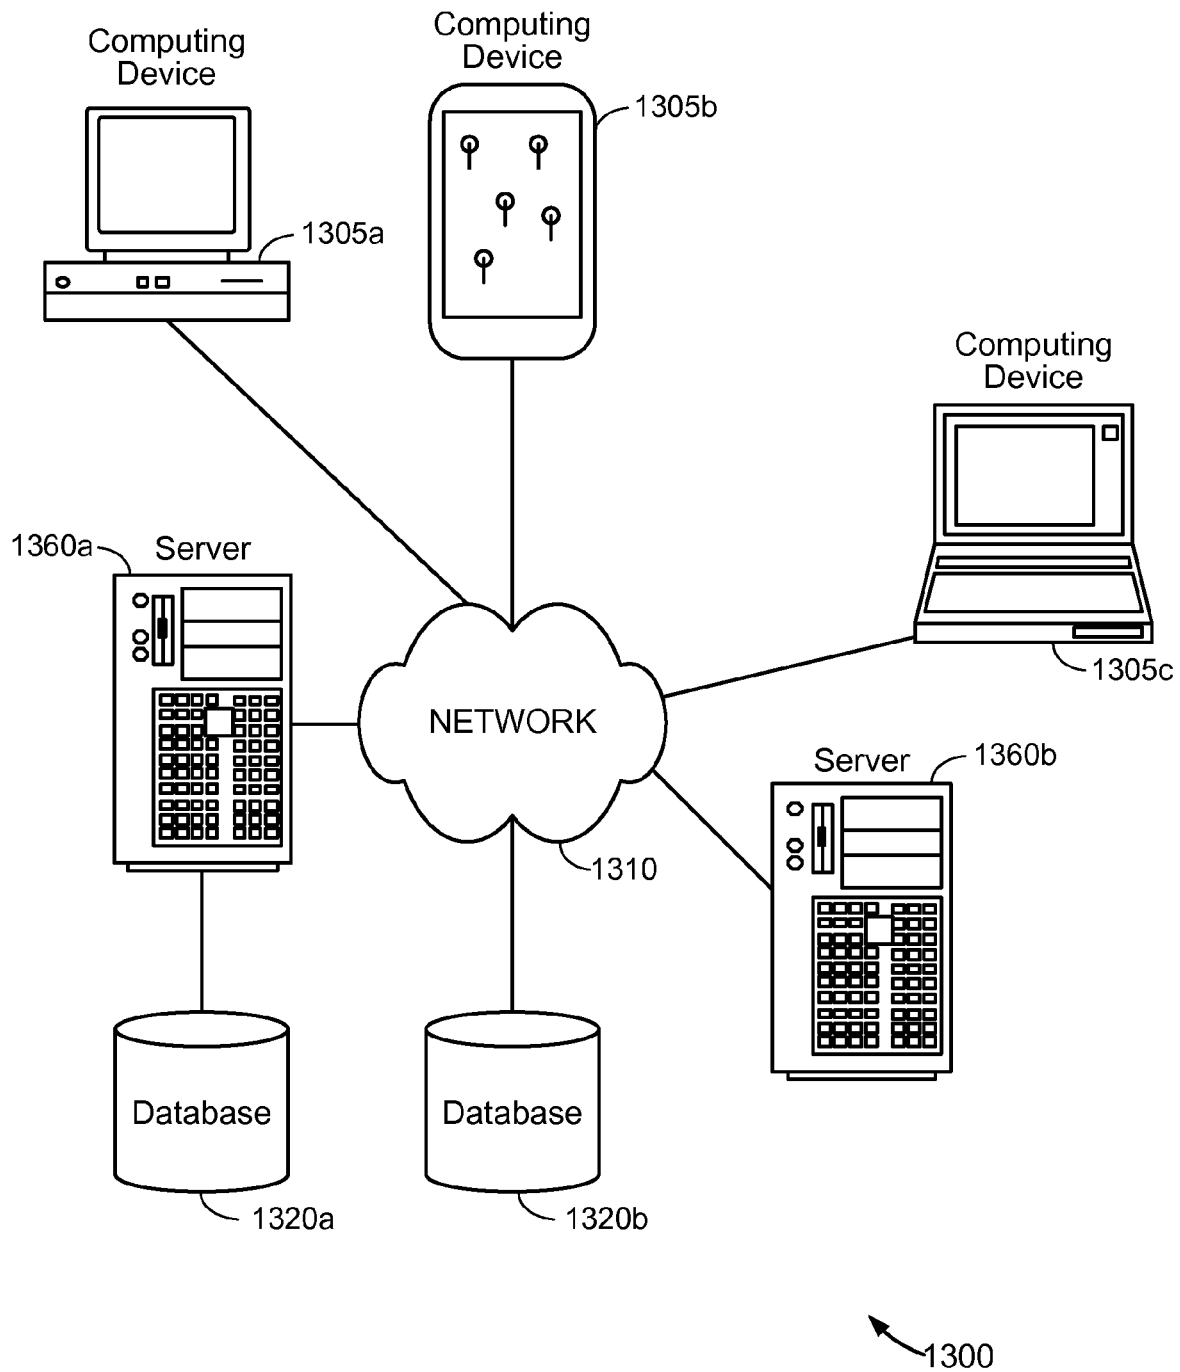 Computing
Device
Computing
Device
1305b
1305a
Computing
Device
1305c
1360a
Server
NETWORK
1310
Server
1360b
Database
1320a
Database
1320b
1300